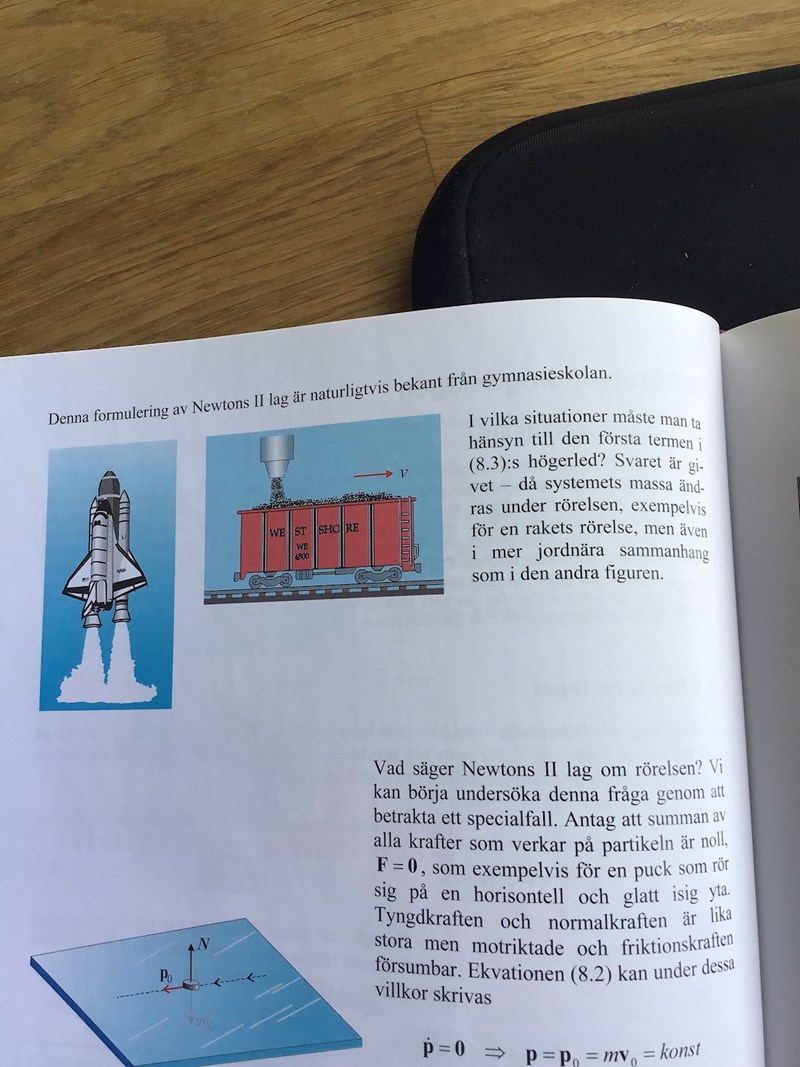 Denna formulering av Newtons II lag är naturligtvis bekant från gymnasieskolan.
v
WE ST SHO RE
WE
4500
I vilka situationer måste man ta
hänsyn till den första termen i
(8.3):s högerled? Svaret är gi-
vet – då systemets massa änd-
ras under rörelsen, exempelvis
för en rakets rörelse, men även
i mer jordnära sammanhang
som i den andra figuren.
Vad säger Newtons II lag om rörelsen? Vi
kan börja undersöka denna fråga genom att
betrakta ett specialfall. Antag att summan av
alla krafter som verkar på partikeln är noll,
F = 0, som exempelvis för en puck som rör
sig på en horisontell och glatt isig yta.
Tyngdkraften och normalkraften är lika
stora men motriktade och friktionskraften
försumbar. Ekvationen (8.2) kan under dessa
villkor skrivas
N
p₀
mg
ṗ = 0 ⇒ p = p₀ = mv₀ = konst